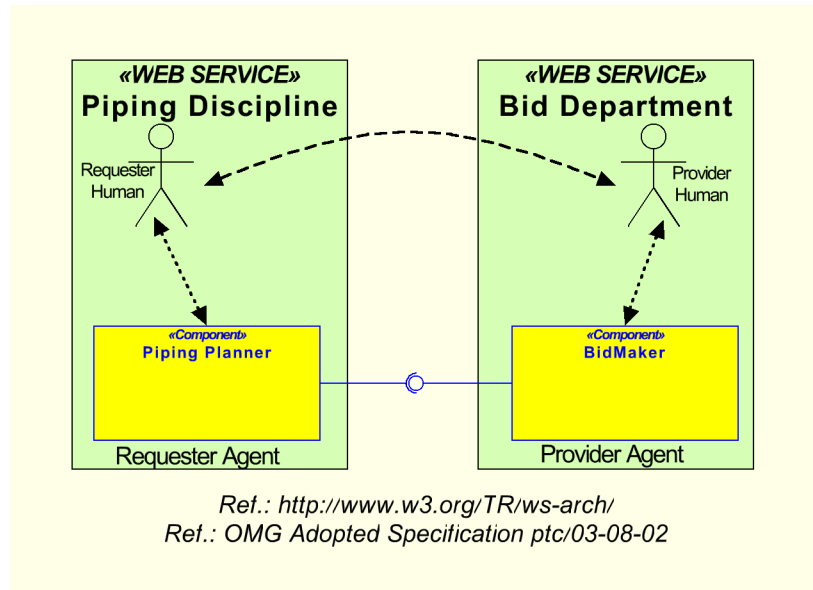 «WEB SERVICE»
Piping Discipline
Requester
Human
«Component»
Piping Planner
Requester Agent
«WEB SERVICE»
Bid Department
Provider
Human
«Component»
BidMaker
Provider Agent
Ref.: http://www.w3.org/TR/ws-arch/
Ref.: OMG Adopted Specification ptc/03-08-02